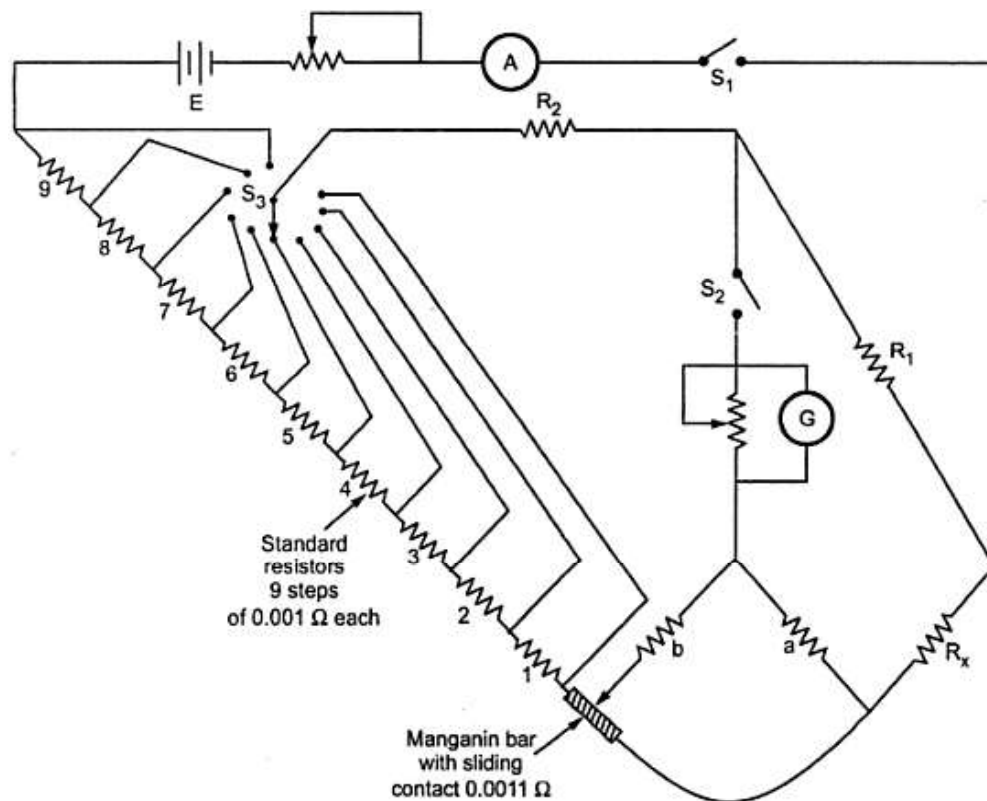 E
A
S₁
R₂
9
S₃
8
7
S₂
R₁
6
G
5
4
Standard
resistors
9 steps
of 0.001 Ω each
3
2
b
a
Rₓ
1
Manganin bar
with sliding
contact 0.0011 Ω